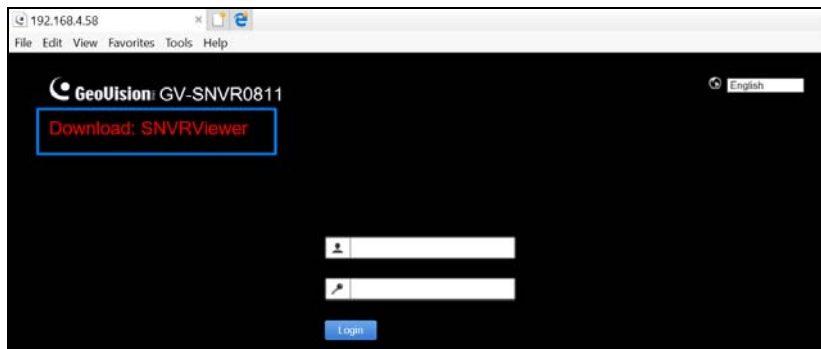 192.168.4.58
File Edit View Favorites Tools Help
GeoVision GV-SNVR0811
English
Download: SNVRViewer
Login